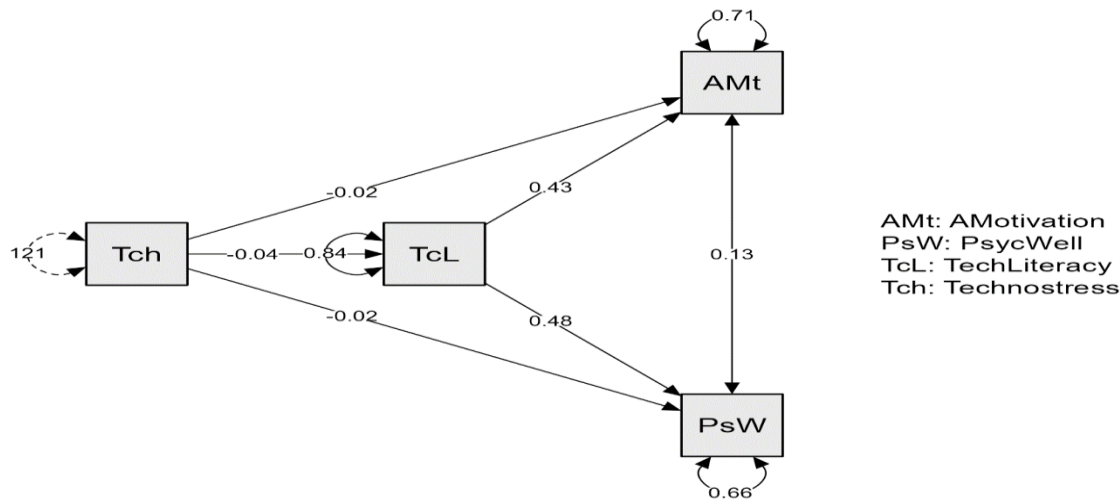 0.71
AMt
-0.02
0.43
121
Tch
-0.04
0.84
TcL
0.13
-0.02
0.48
PsW
0.66
AMt: AMotivation
PsW: PsycWell
TcL: TechLiteracy
Tch: Technostress